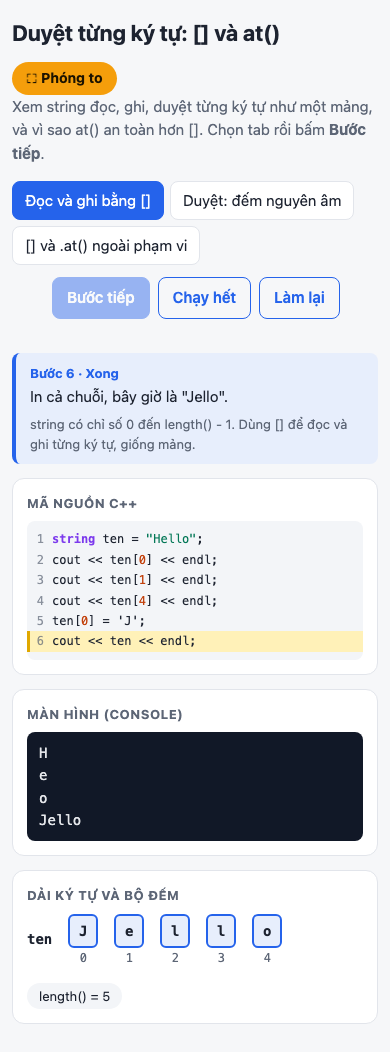 Duyệt từng ký tự: [] và at()
⛶ Phóng to
Xem string đọc, ghi, duyệt từng ký tự như một mảng,
và vì sao at() an toàn hơn []. Chọn tab rồi bấm Bước
tiếp.
Đọc và ghi bằng []
Duyệt: đếm nguyên âm
[] và .at() ngoài phạm vi
Bước tiếp
Chạy hết
Làm lại
Bước 6 · Xong
In cả chuỗi, bây giờ là "Jello".
string có chỉ số 0 đến length() - 1. Dùng [] để đọc và
ghi từng ký tự, giống mảng.
MÃ NGUỒN C++
1 string ten = "Hello";
2 cout << ten[0] << endl;
3 cout << ten[1] << endl;
4 cout << ten[4] << endl;
5 ten[0] = 'J';
6 cout << ten << endl;
MÀN HÌNH (CONSOLE)
H
e
o
Jello
DẢI KÝ TỰ VÀ BỘ ĐẾM
ten J e l l o
0 1 2 3 4
length() = 5